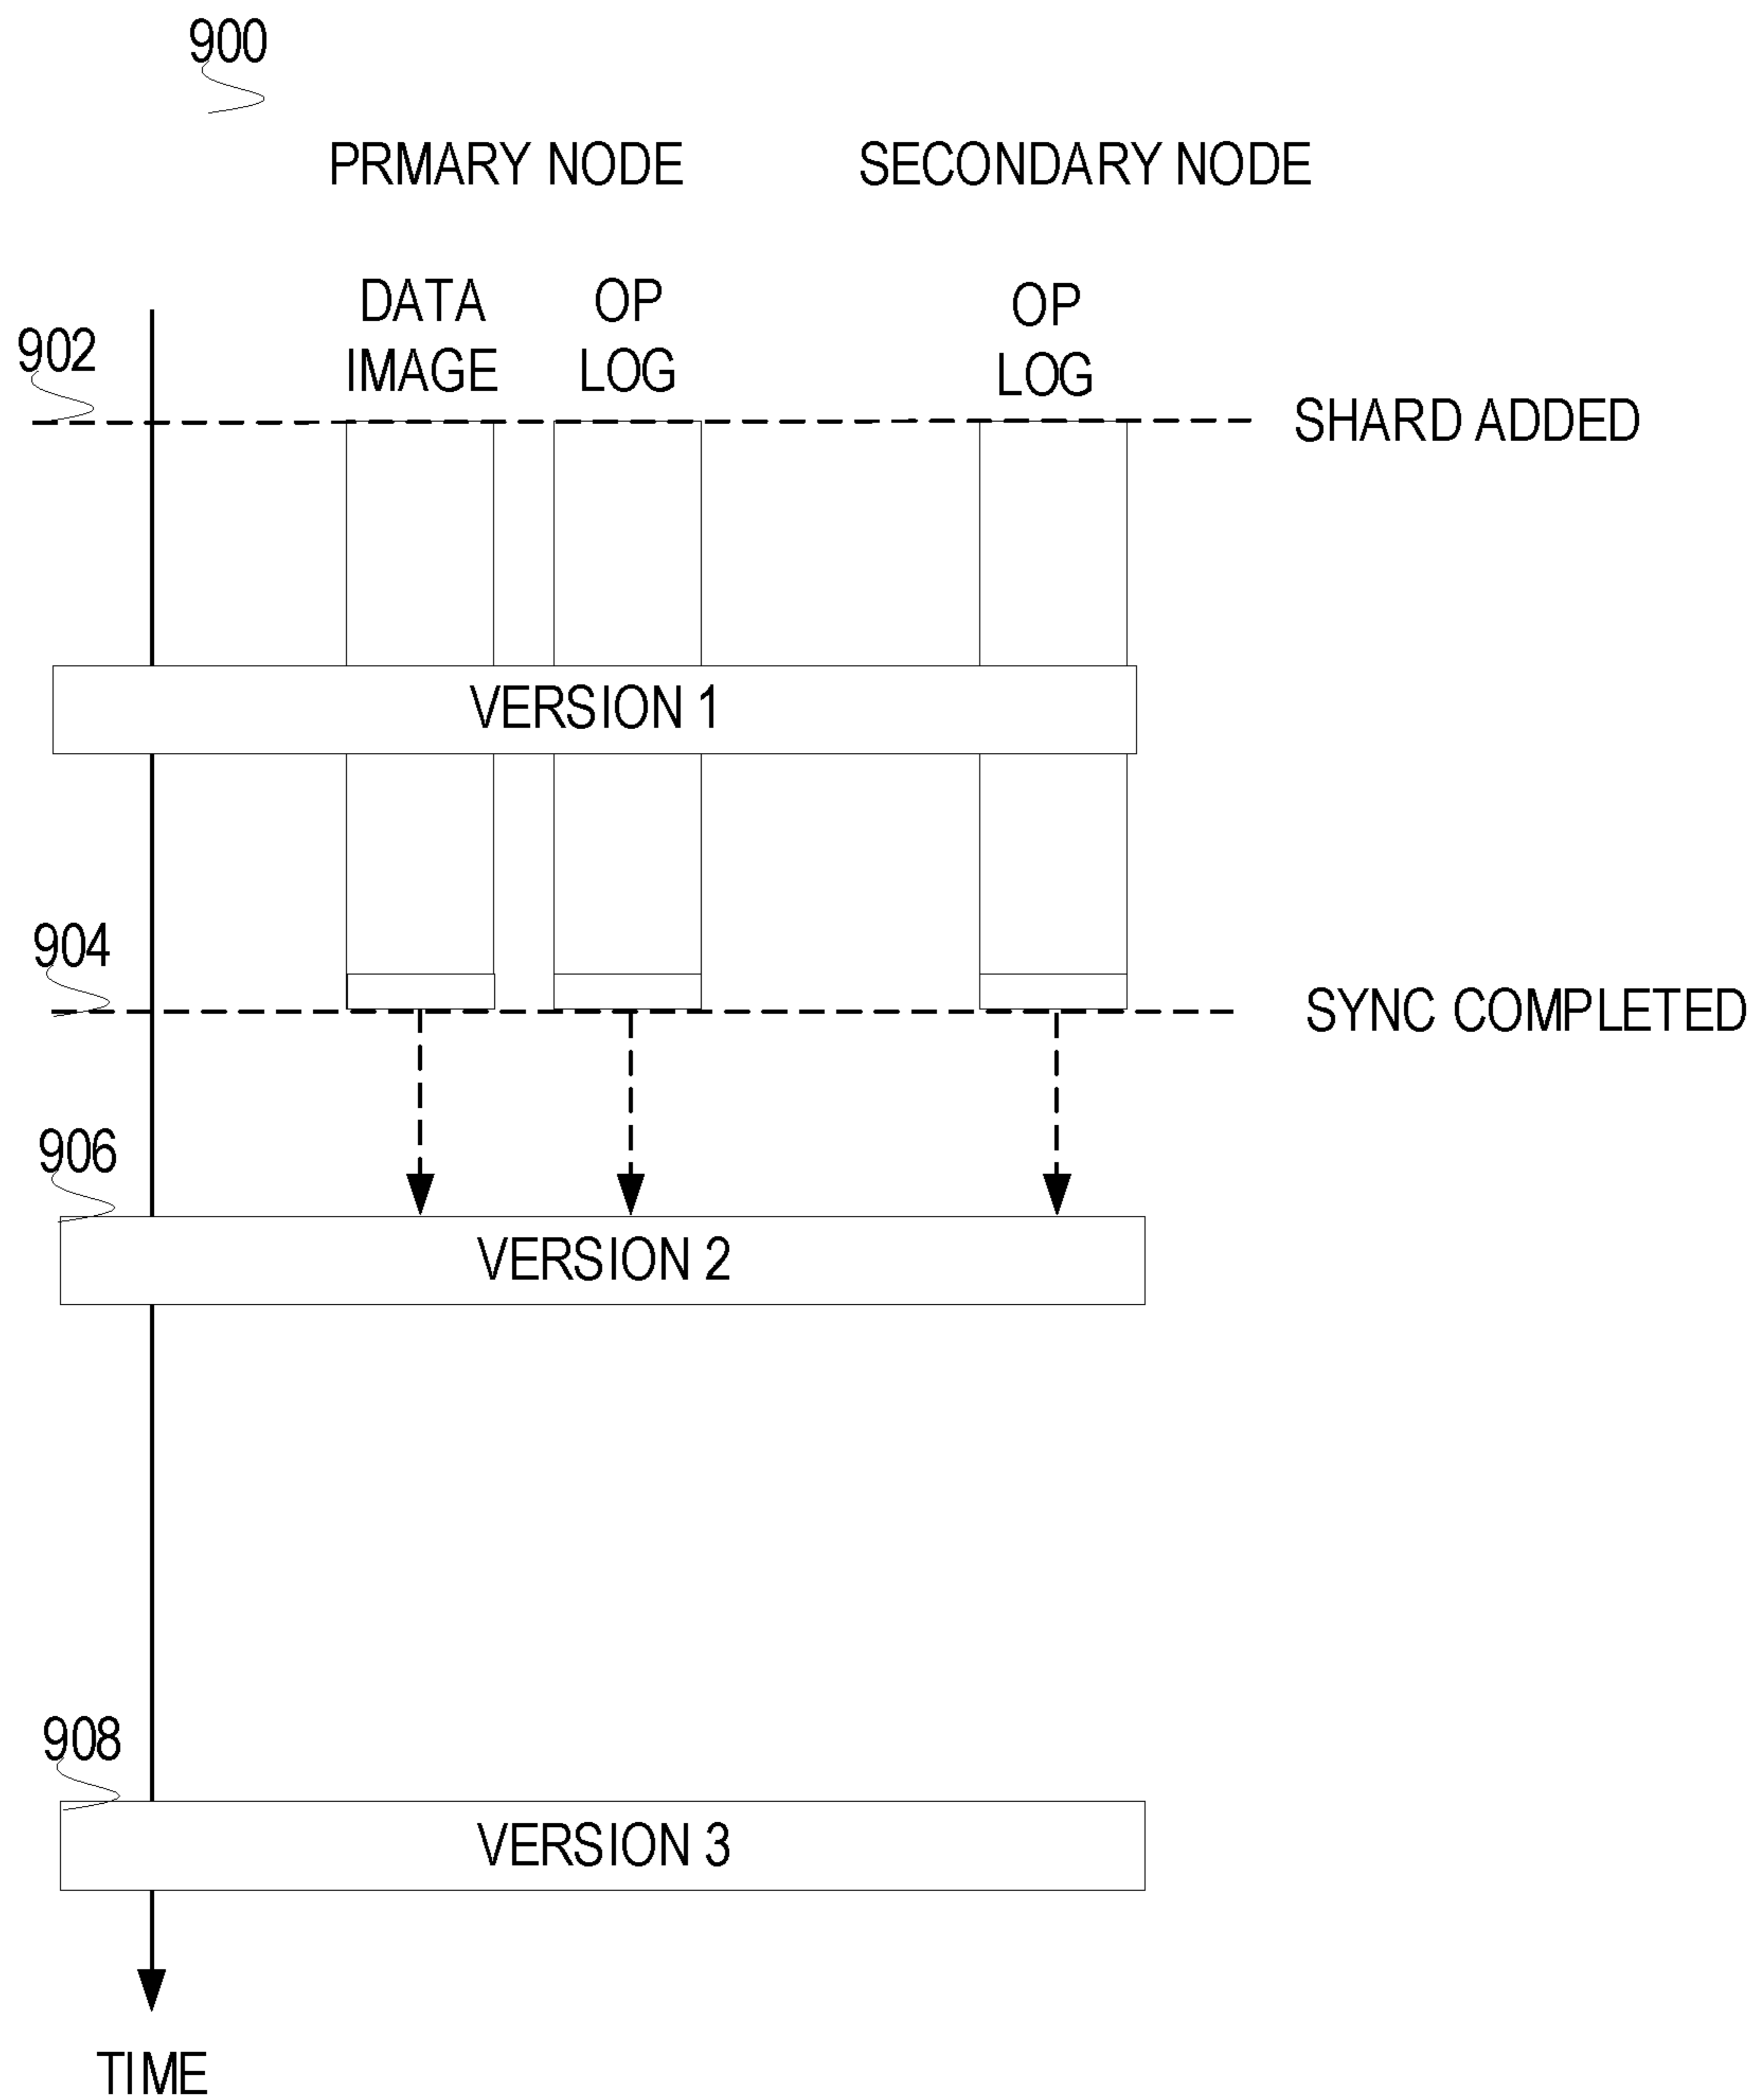 900
PRMARY NODE
SECONDARY NODE
DATA
IMAGE
OP
LOG
OP
LOG
902
SHARD ADDED
VERSION 1
904
SYNC COMPLETED
906
VERSION 2
908
VERSION 3
TIME